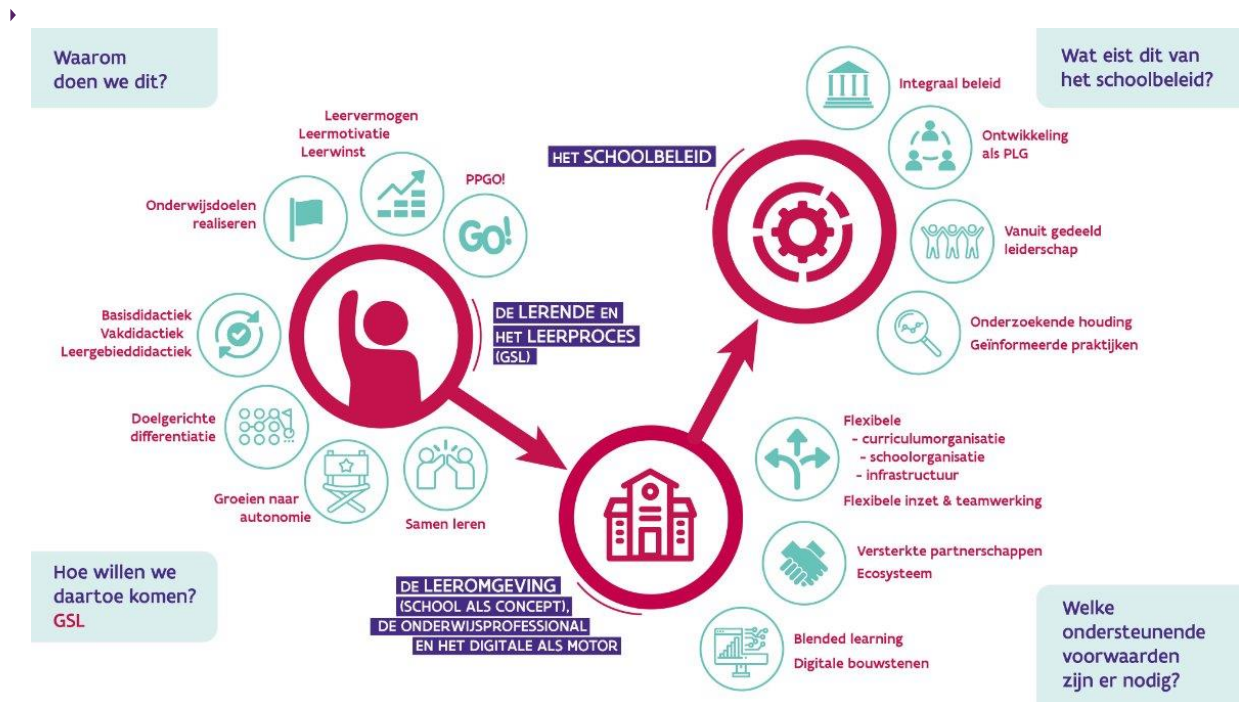 Waarom
doen we dit?
Leervermogen
Leermotivatie
Leerwinst
PPGO!
GO!
Onderwijsdoelen
realiseren
Basisdidactiek
Vakdidactiek
Leergebieddidactiek
Doelgerichte
differentiatie
Groeien naar
autonomie
Samen leren
DE LERENDE EN
HET LEERPROCES
(GSL)
Hoe willen we
daartoe komen?
GSL
DE LEEROMGEVING
(SCHOOL ALS CONCEPT),
DE ONDERWIJSPROFESSIONAL
EN HET DIGITALE ALS MOTOR
HET SCHOOLBELEID
Wat eist dit van
het schoolbeleid?
Integraal beleid
Ontwikkeling
als PLG
Vanuit gedeeld
leiderschap
Onderzoekende houding
Geïnformeerde praktijken
Flexibele
- curriculumorganisatie
- schoolorganisatie
- infrastructuur
Flexibele inzet & teamwerking
Versterkte partnerschappen
Ecosysteem
Blended learning
Digitale bouwstenen
Welke
ondersteunende
voorwaarden
zijn er nodig?